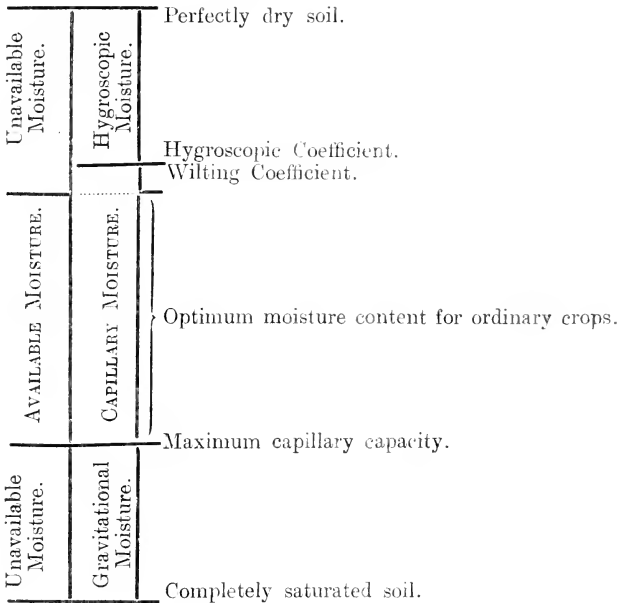 Perfectly dry soil.
Unavailable
Moisture.
Hygroscopic
Moisture.
Hygroscopic Coefficient.
Wilting Coefficient.
AVAILABLE MOISTURE.
CAPILLARY MOISTURE.
Optimum moisture content for ordinary crops.
Maximum capillary capacity.
Unavailable
Moisture.
Gravitational
Moisture.
Completely saturated soil.